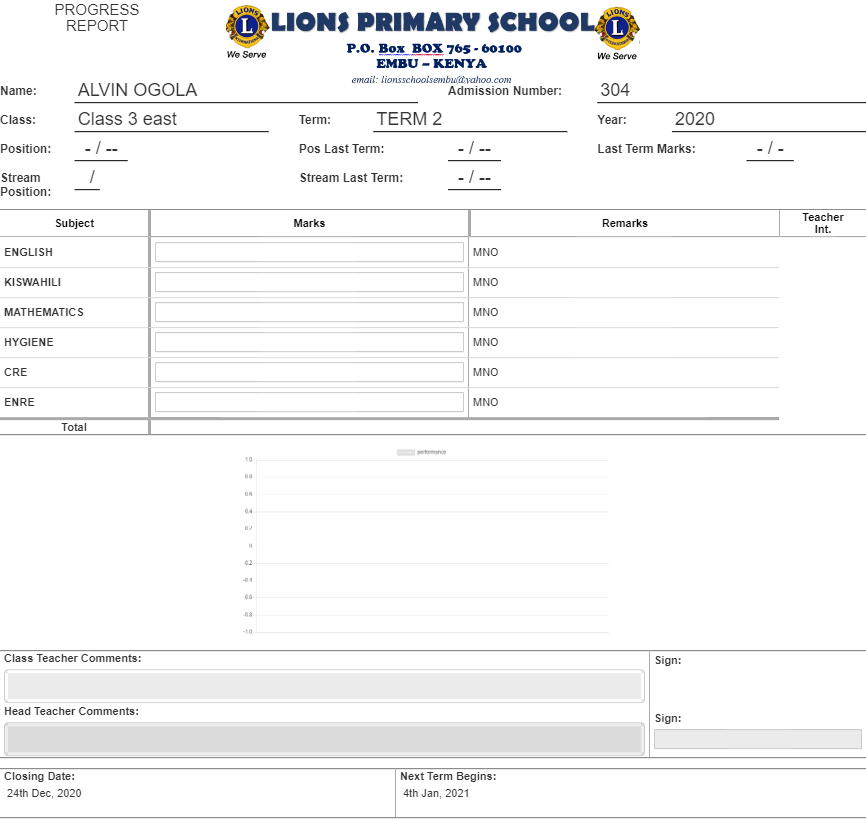 PROGRESS
REPORT
LIONS PRIMARY SCHOOL
LIONS L INTERNATIONAL
We Serve
LIONS L INTERNATIONAL
We Serve
P.O. Box BOX 765 - 60100
EMBU – KENYA
email: lionsschoolsembu@yahoo.com
Name: ALVIN OGOLA Admission Number: 304
Class: Class 3 east Term: TERM 2 Year: 2020
Position: - / -- Pos Last Term: - / -- Last Term Marks: - / -
Stream Position: / Stream Last Term: - / --
Subject Marks Remarks Teacher Int.
ENGLISH MNO
KISWAHILI MNO
MATHEMATICS MNO
HYGIENE MNO
CRE MNO
ENRE MNO
Total
performance
1.0
0.8
0.6
0.4
0.2
0
-0.2
-0.4
-0.6
-0.8
-1.0
Class Teacher Comments: Sign:
Head Teacher Comments:
Sign:
Closing Date: Next Term Begins:
24th Dec, 2020 4th Jan, 2021